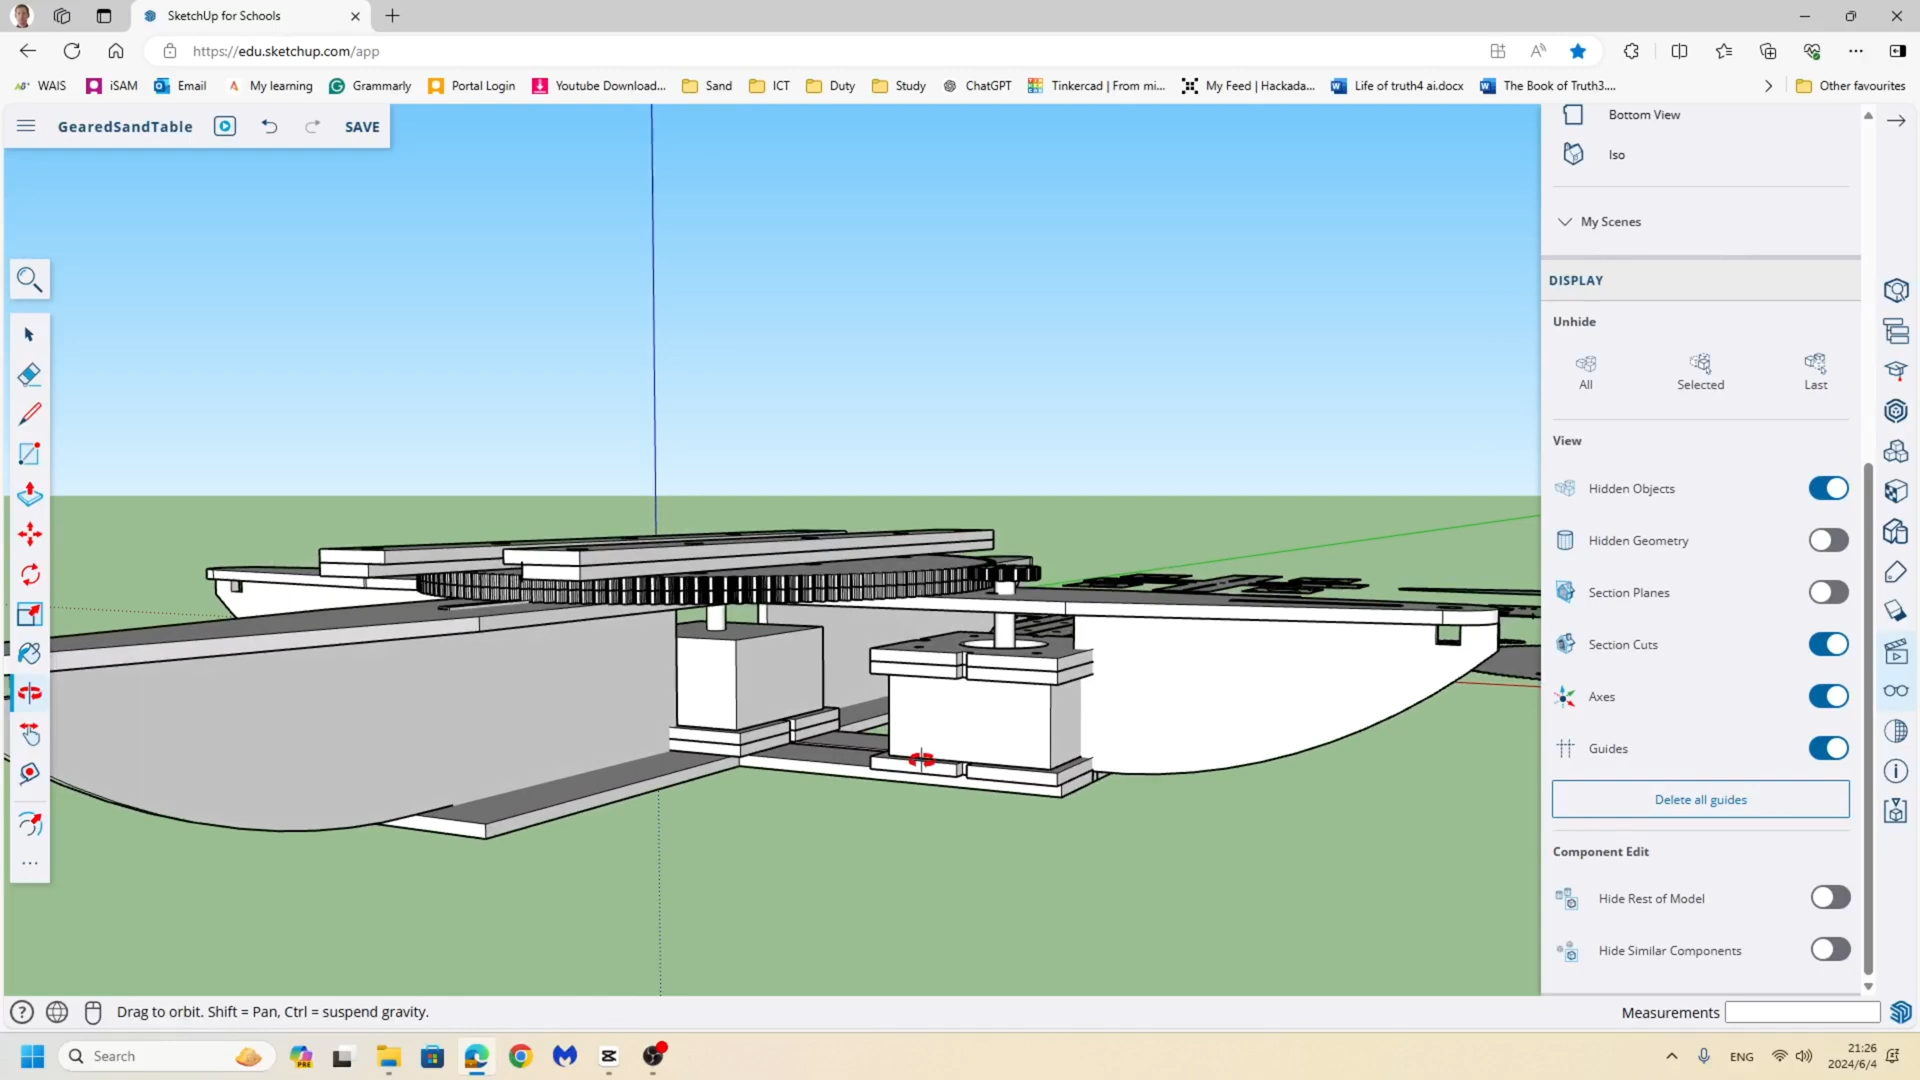 SketchUp for Schools
https://edu.sketchup.com/app
WAIS
iSAM
Email
My learning
Grammarly
Portal Login
Youtube Download...
Sand
ICT
Duty
Study
ChatGPT
Tinkercad | From mi...
My Feed | Hackada...
Life of truth4 ai.docx
The Book of Truth3....
Other favourites
GearedSandTable
SAVE
Bottom View
Iso
My Scenes
DISPLAY
Unhide
All
Selected
Last
View
Hidden Objects
Hidden Geometry
Section Planes
Section Cuts
Axes
Guides
Delete all guides
Component Edit
Hide Rest of Model
Hide Similar Components
Drag to orbit. Shift = Pan, Ctrl = suspend gravity.
Measurements
Search
PRE
ENG
21:26
2024/6/4